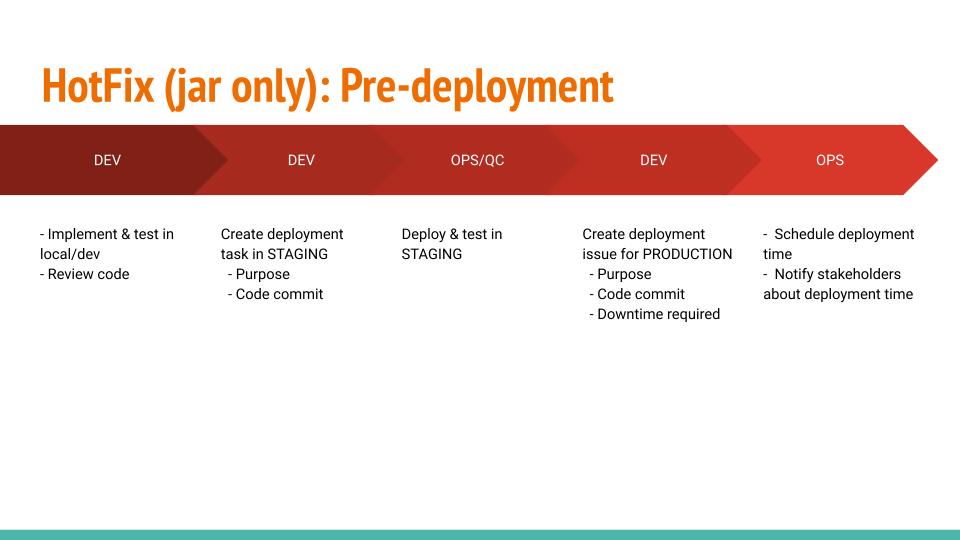 HotFix (jar only): Pre-deployment
DEV
DEV
OPS/QC
DEV
OPS
- Implement & test in
local/dev
- Review code
Create deployment
task in STAGING
- Purpose
- Code commit
Deploy & test in
STAGING
Create deployment
issue for PRODUCTION
- Purpose
- Code commit
- Downtime required
- Schedule deployment
time
- Notify stakeholders
about deployment time